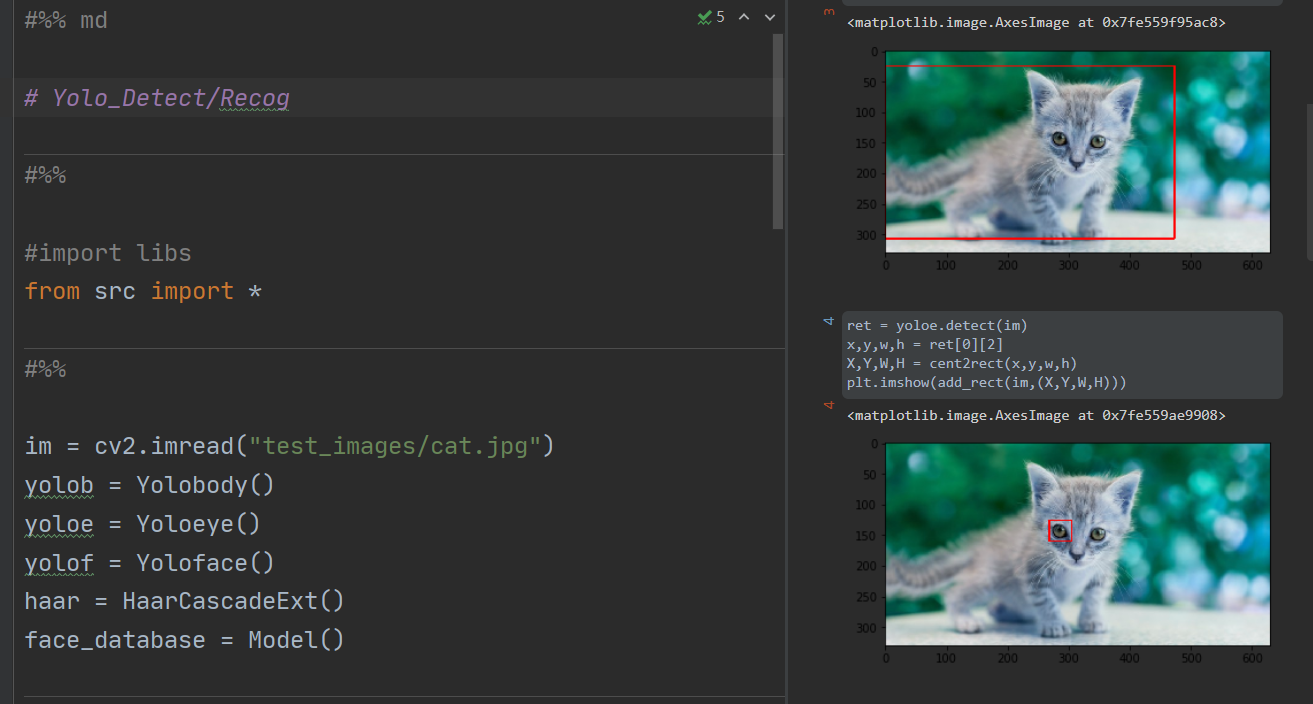 #%% md
5
# Yolo_Detect/Recog
#%%
#import libs
from src import *
#%%
im = cv2.imread("test_images/cat.jpg")
yolob = Yolobody()
yoloe = Yoloeye()
yolof = Yoloface()
haar = HaarCascadeExt()
face_database = Model()
3
<matplotlib.image.AxesImage at 0x7fe559f95ac8>
0
50
100
150
200
250
300
0 100 200 300 400 500 600
4
ret = yoloe.detect(im)
x,y,w,h = ret[0][2]
X,Y,W,H = cent2rect(x,y,w,h)
plt.imshow(add_rect(im,(X,Y,W,H)))
4
<matplotlib.image.AxesImage at 0x7fe559ae9908>
0
50
100
150
200
250
300
0 100 200 300 400 500 600